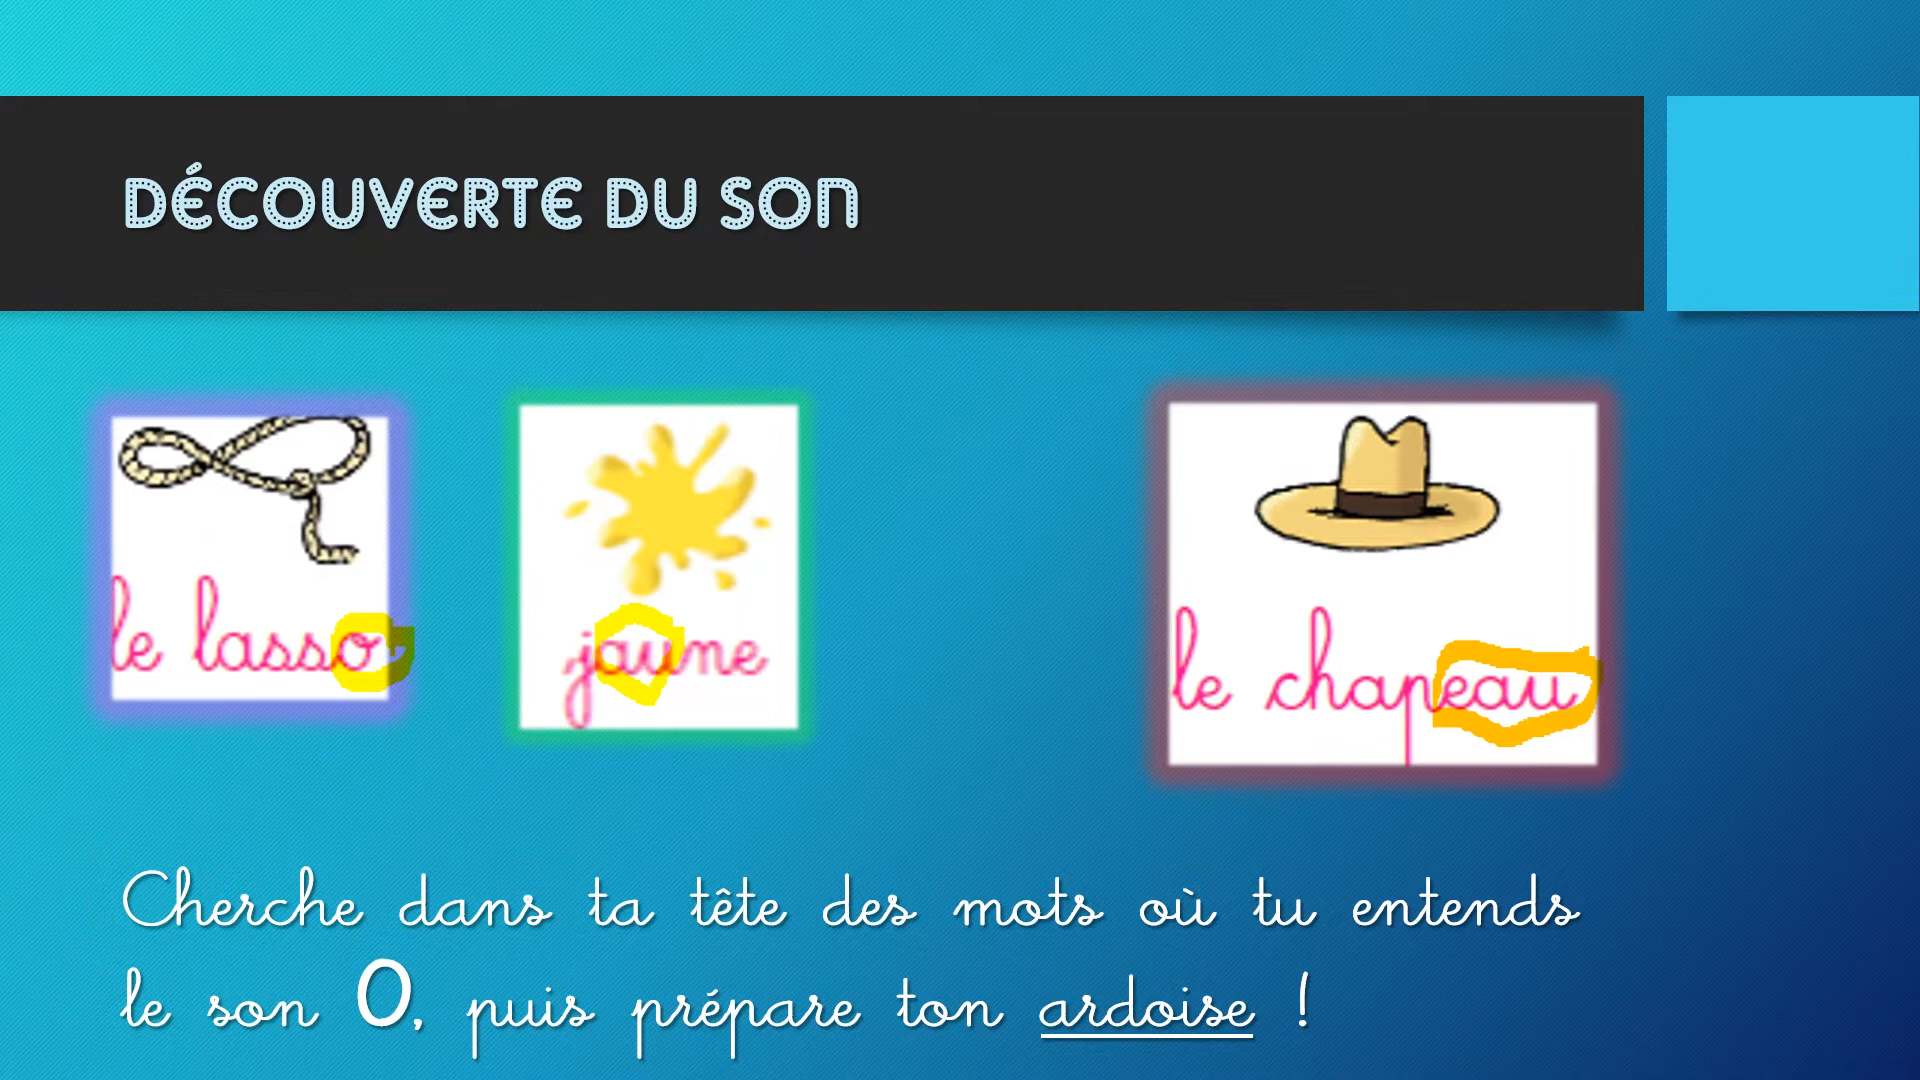 DÉCOUVERTE DU SON
le lasso
jaune
le chapeau
Cherche dans ta tête des mots où tu entends
le son O, puis prépare ton ardoise !